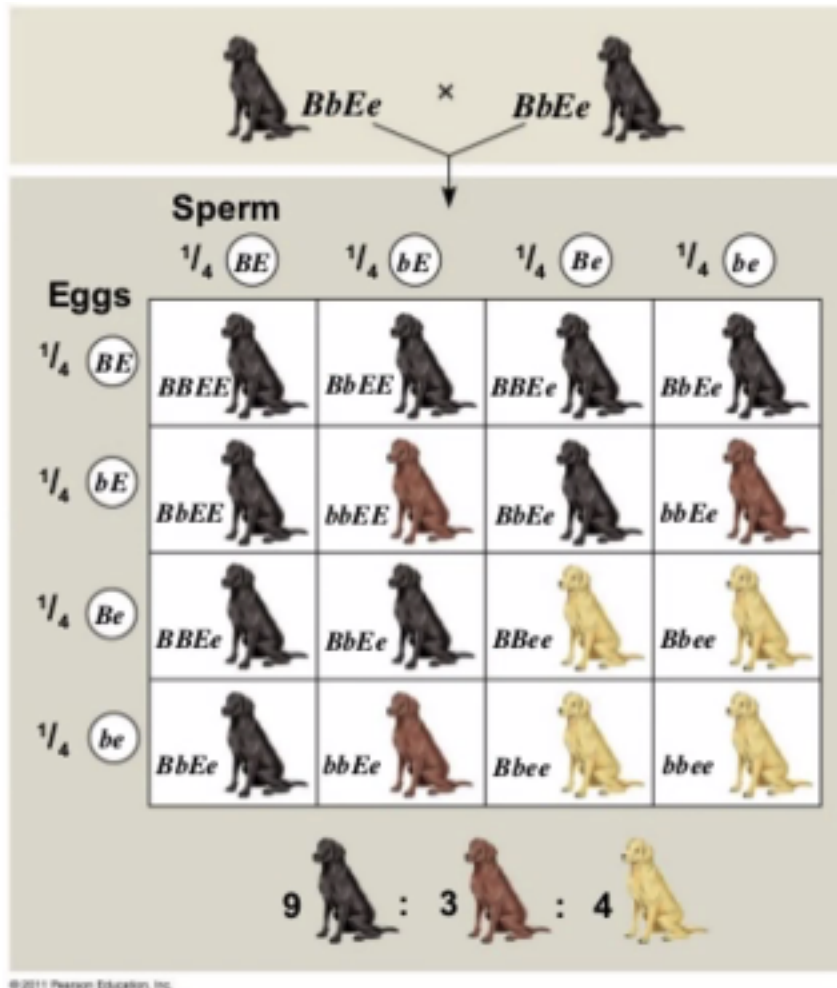 BbEe × BbEe
Sperm
1/4 BE 1/4 bE 1/4 Be 1/4 be
Eggs
1/4 BE BBEE BbEE BBEe BbEe
1/4 bE BbEE bbEE BbEe bbEe
1/4 Be BBEe BbEe BBee Bbee
1/4 be BbEe bbEe Bbee bbee
9 : 3 : 4
© 2011 Pearson Education, Inc.